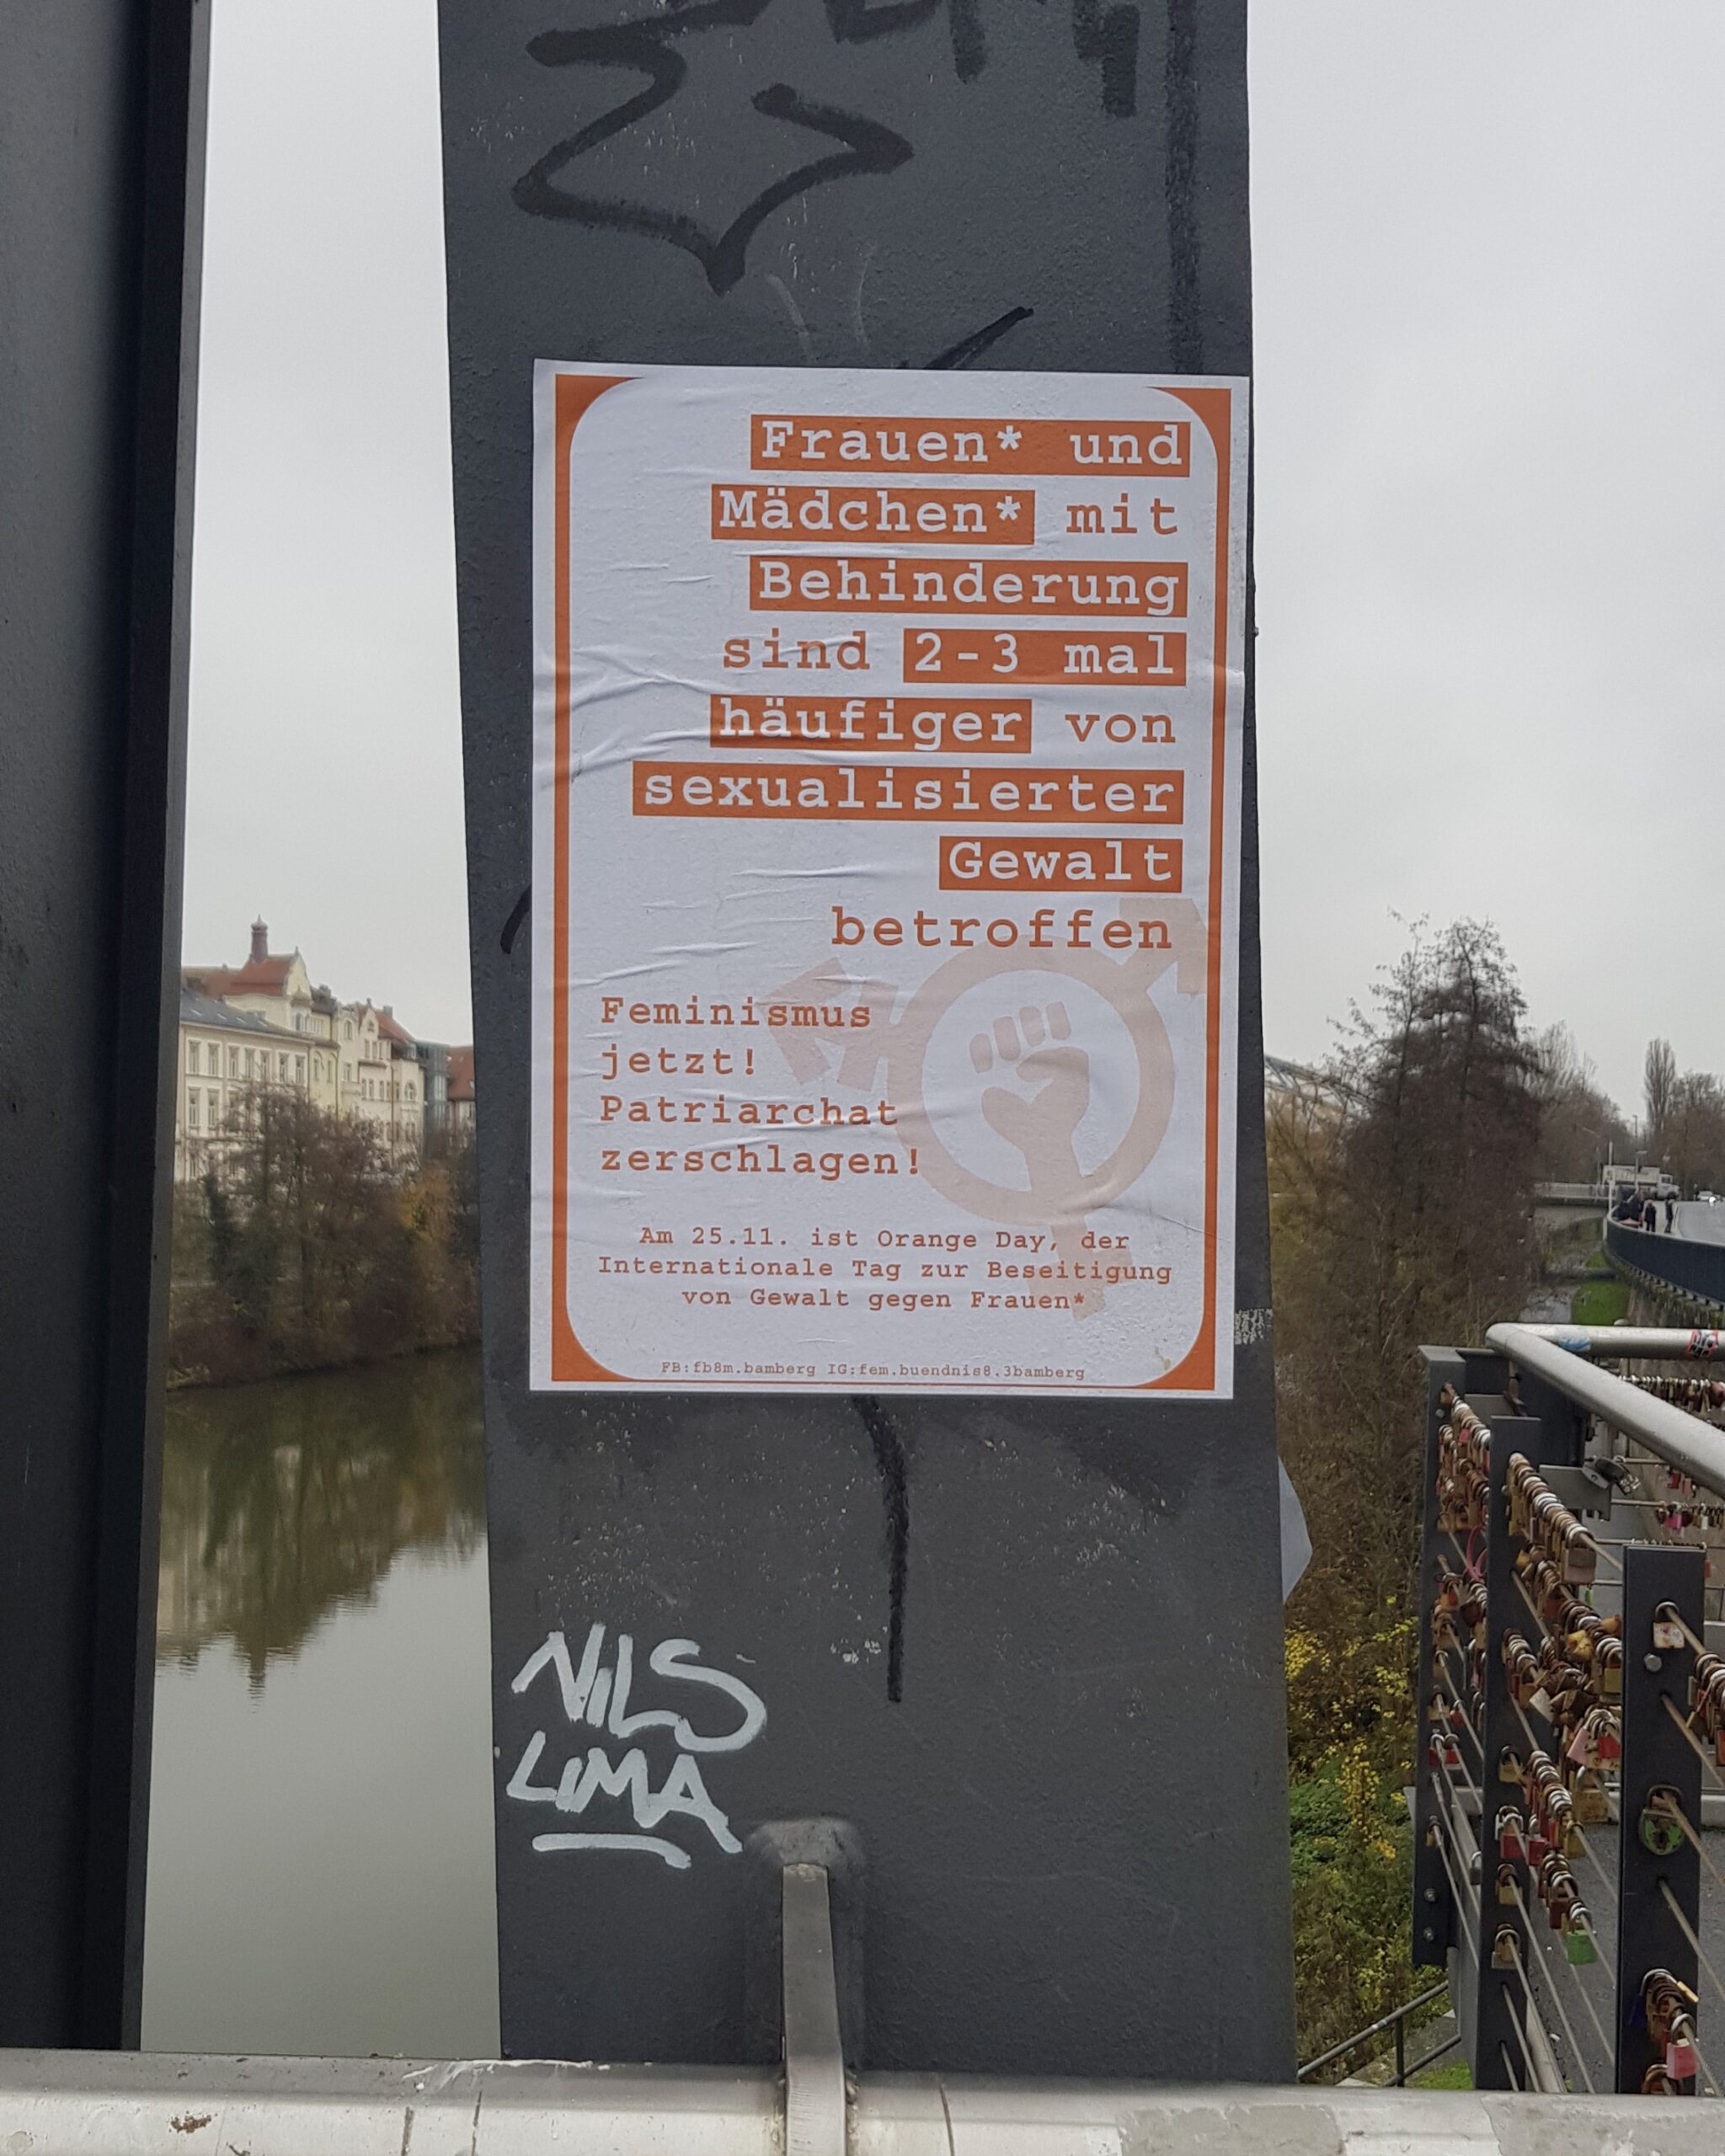 Frauen* und
Mädchen* mit
Behinderung
sind 2-3 mal
häufiger von
sexualisierter
Gewalt
betroffen
Feminismus
jetzt!
Patriarchat
zerschlagen!
Am 25.11. ist Orange Day, der
Internationale Tag zur Beseitigung
von Gewalt gegen Frauen*
FB:fb8m.bamberg IG:fem.buendnis8.3bamberg
NILS
LIMA